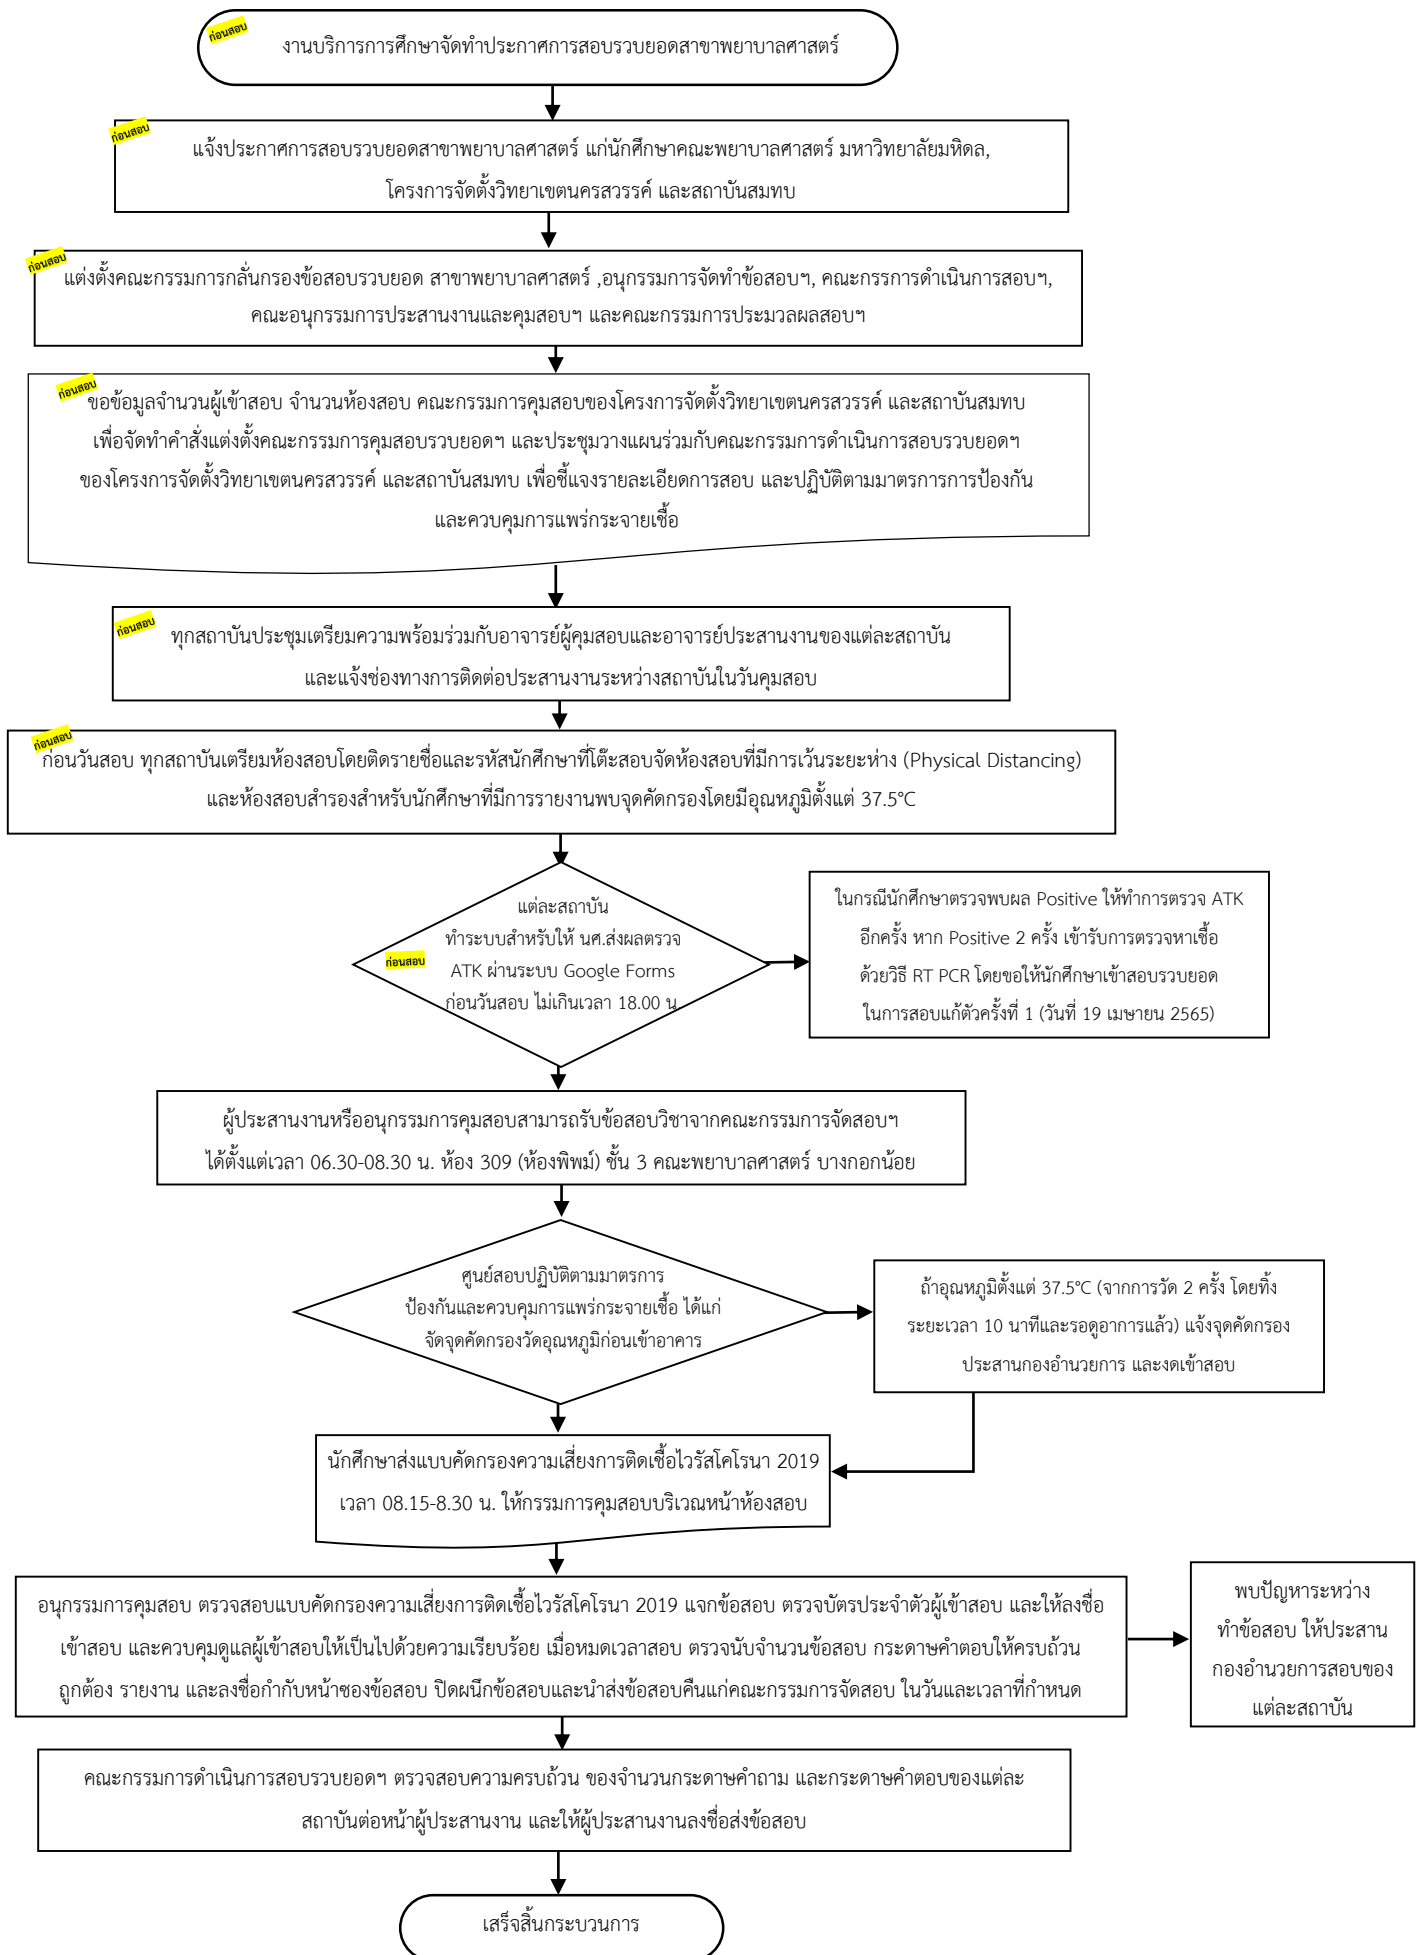 ก่อนสอบ
งานบริการการศึกษาจัดทำประกาศการสอบรวบยอดสาขาพยาบาลศาสตร์
ก่อนสอบ
แจ้งประกาศการสอบรวบยอดสาขาพยาบาลศาสตร์ แก่นักศึกษาคณะพยาบาลศาสตร์ มหาวิทยาลัยมหิดล,
โครงการจัดตั้งวิทยาเขตนครสวรรค์ และสถาบันสมทบ
ก่อนสอบ
แต่งตั้งคณะกรรมการกลั่นกรองข้อสอบรวบยอด สาขาพยาบาลศาสตร์ ,อนุกรรมการจัดทำข้อสอบฯ, คณะกรรการดำเนินการสอบฯ,
คณะอนุกรรมการประสานงานและคุมสอบฯ และคณะกรรมการประมวลผลสอบฯ
ก่อนสอบ
ขอข้อมูลจำนวนผู้เข้าสอบ จำนวนห้องสอบ คณะกรรมการคุมสอบของโครงการจัดตั้งวิทยาเขตนครสวรรค์ และสถาบันสมทบ
เพื่อจัดทำคำสั่งแต่งตั้งคณะกรรมการคุมสอบรวบยอดฯ และประชุมวางแผนร่วมกับคณะกรรมการดำเนินการสอบรวบยอดฯ
ของโครงการจัดตั้งวิทยาเขตนครสวรรค์ และสถาบันสมทบ เพื่อชี้แจงรายละเอียดการสอบ และปฏิบัติตามมาตรการการป้องกัน
และควบคุมการแพร่กระจายเชื้อ
ก่อนสอบ
ทุกสถาบันประชุมเตรียมความพร้อมร่วมกับอาจารย์ผู้คุมสอบและอาจารย์ประสานงานของแต่ละสถาบัน
และแจ้งช่องทางการติดต่อประสานงานระหว่างสถาบันในวันคุมสอบ
ก่อนสอบ
ก่อนวันสอบ ทุกสถาบันเตรียมห้องสอบโดยติดรายชื่อและรหัสนักศึกษาที่โต๊ะสอบจัดห้องสอบที่มีการเว้นระยะห่าง (Physical Distancing)
และห้องสอบสำรองสำหรับนักศึกษาที่มีการรายงานพบจุดคัดกรองโดยมีอุณหภูมิตั้งแต่ 37.5°C
แต่ละสถาบัน
ทำระบบสำหรับให้ นศ.ส่งผลตรวจ
ก่อนสอบ
ATK ผ่านระบบ Google Forms
ก่อนวันสอบ ไม่เกินเวลา 18.00 น.
ในกรณีนักศึกษาตรวจพบผล Positive ให้ทำการตรวจ ATK
อีกครั้ง หาก Positive 2 ครั้ง เข้ารับการตรวจหาเชื้อ
ด้วยวิธี RT PCR โดยขอให้นักศึกษาเข้าสอบรวบยอด
ในการสอบแก้ตัวครั้งที่ 1 (วันที่ 19 เมษายน 2565)
ผู้ประสานงานหรืออนุกรรมการคุมสอบสามารถรับข้อสอบวิชาจากคณะกรรมการจัดสอบฯ
ได้ตั้งแต่เวลา 06.30-08.30 น. ห้อง 309 (ห้องพิพม์) ชั้น 3 คณะพยาบาลศาสตร์ บางกอกน้อย
ศูนย์สอบปฏิบัติตามมาตรการ
ป้องกันและควบคุมการแพร่กระจายเชื้อ ได้แก่
จัดจุดคัดกรองวัดอุณหภูมิก่อนเข้าอาคาร
ถ้าอุณหภูมิตั้งแต่ 37.5°C (จากการวัด 2 ครั้ง โดยทิ้ง
ระยะเวลา 10 นาทีและรอดูอาการแล้ว) แจ้งจุดคัดกรอง
ประสานกองอำนวยการ และงดเข้าสอบ
นักศึกษาส่งแบบคัดกรองความเสี่ยงการติดเชื้อไวรัสโคโรนา 2019
เวลา 08.15-8.30 น. ให้กรรมการคุมสอบบริเวณหน้าห้องสอบ
อนุกรรมการคุมสอบ ตรวจสอบแบบคัดกรองความเสี่ยงการติดเชื้อไวรัสโคโรนา 2019 แจกข้อสอบ ตรวจบัตรประจำตัวผู้เข้าสอบ และให้ลงชื่อ
เข้าสอบ และควบคุมดูแลผู้เข้าสอบให้เป็นไปด้วยความเรียบร้อย เมื่อหมดเวลาสอบ ตรวจนับจำนวนข้อสอบ กระดาษคำตอบให้ครบถ้วน
ถูกต้อง รายงาน และลงชื่อกำกับหน้าซองข้อสอบ ปิดผนึกข้อสอบและนำส่งข้อสอบคืนแก่คณะกรรมการจัดสอบ ในวันและเวลาที่กำหนด
พบปัญหาระหว่าง
ทำข้อสอบ ให้ประสาน
กองอำนวยการสอบของ
แต่ละสถาบัน
คณะกรรมการดำเนินการสอบรวบยอดฯ ตรวจสอบความครบถ้วน ของจำนวนกระดาษคำถาม และกระดาษคำตอบของแต่ละ
สถาบันต่อหน้าผู้ประสานงาน และให้ผู้ประสานงานลงชื่อส่งข้อสอบ
เสร็จสิ้นกระบวนการ